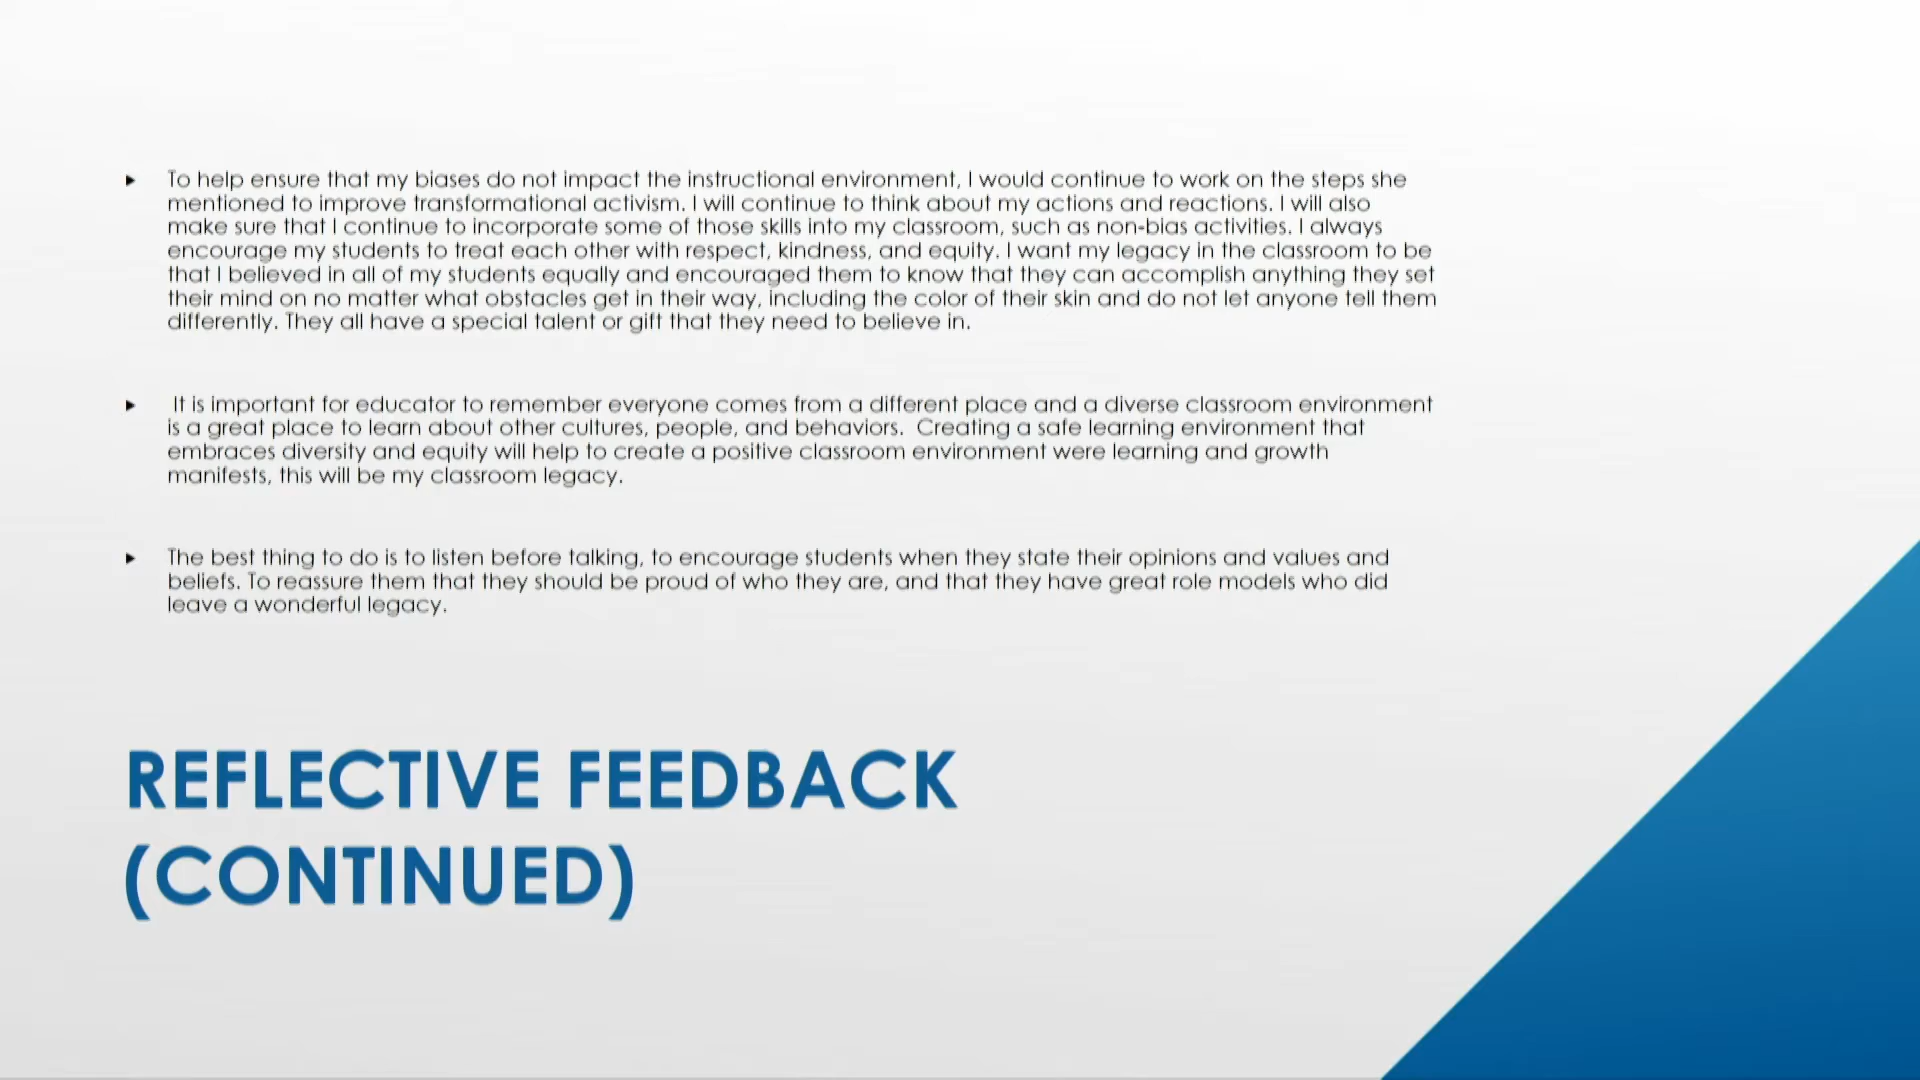 To help ensure that my biases do not impact the instructional environment, I would continue to work on the steps she
mentioned to improve transformational activism. I will continue to think about my actions and reactions. I will also
make sure that I continue to incorporate some of those skills into my classroom, such as non-bias activities. I always
encourage my students to treat each other with respect, kindness, and equity. I want my legacy in the classroom to be
that I believed in all of my students equally and encouraged them to know that they can accomplish anything they set
their mind on no matter what obstacles get in their way, including the color of their skin and do not let anyone tell them
differently. They all have a special talent or gift that they need to believe in.
It is important for educator to remember everyone comes from a different place and a diverse classroom environment
is a great place to learn about other cultures, people, and behaviors. Creating a safe learning environment that
embraces diversity and equity will help to create a positive classroom environment were learning and growth
manifests, this will be my classroom legacy.
The best thing to do is to listen before talking, to encourage students when they state their opinions and values and
beliefs. To reassure them that they should be proud of who they are, and that they have great role models who did
leave a wonderful legacy.
REFLECTIVE FEEDBACK
(CONTINUED)